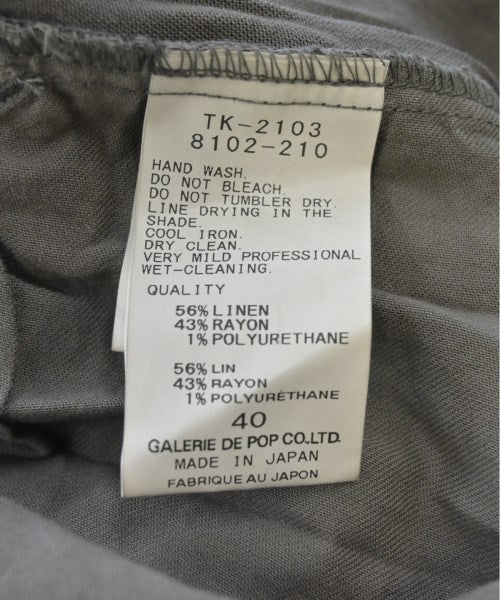 TK-2103
8102-210
HAND WASH.
DO NOT BLEACH.
DO NOT TUMBLER DRY.
LINE DRYING IN THE
SHADE.
COOL IRON.
DRY CLEAN.
VERY MILD PROFESSIONAL
WET-CLEANING.
QUALITY
56% LINEN
43% RAYON
1% POLYURETHANE
56% LIN
43% RAYON
1% POLYURÉTHANE
40
GALERIE DE POP CO.LTD.
MADE IN JAPAN
FABRIQUE AU JAPON